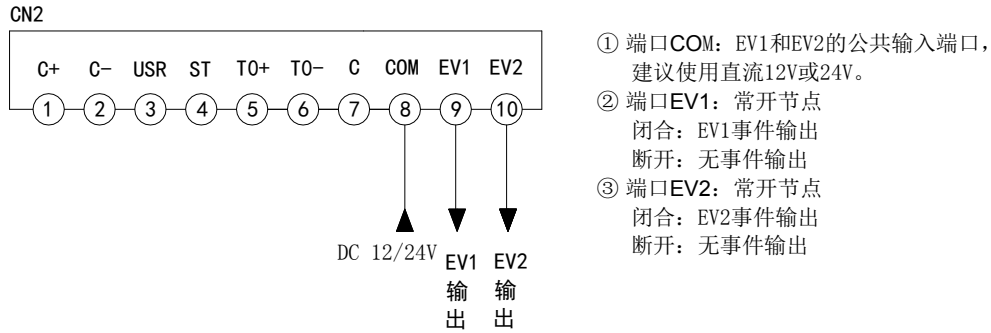 CN2
C+ C− USR ST TO+ TO− C COM EV1 EV2
1 2 3 4 5 6 7 8 9 10
DC 12/24V
EV1
输
出
EV2
输
出
① 端口COM：EV1和EV2的公共输入端口，
建议使用直流12V或24V。
② 端口EV1：常开节点
闭合：EV1事件输出
断开：无事件输出
③ 端口EV2：常开节点
闭合：EV2事件输出
断开：无事件输出